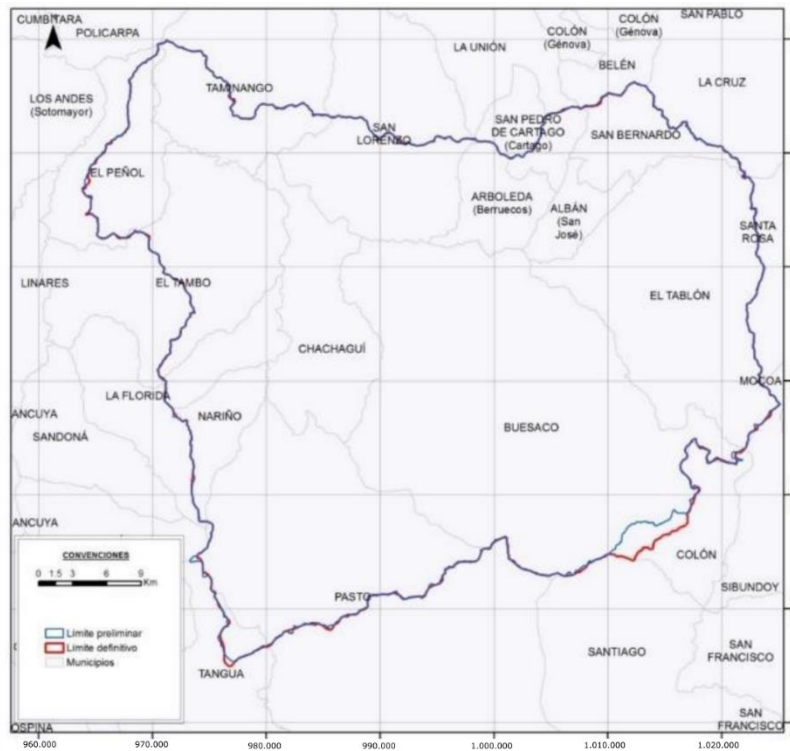 CUMBITARA
POLICARPA
SAN PABLO
COLÓN
(Génova)
COLÓN
(Génova)
LA UNIÓN
BELÉN
LA CRUZ
LOS ANDES
(Sotomayor)
TAMINANGO
SAN
LORENZO
SAN PEDRO
DE CARTAGO
(Cartago)
SAN BERNARDO
EL PEÑOL
ARBOLEDA
(Berruecos)
ALBÁN
(San
José)
SANTA
ROSA
LINARES
EL TAMBO
EL TABLÓN
CHACHAGUÍ
MOCOA
LA FLORIDA
NARIÑO
ANCUYA
SANDONÁ
BUESACO
ANCUYA
COLÓN
SIBUNDOY
PASTO
SANTIAGO
SAN
FRANCISCO
TANGUA
SAN
FRANCISCO
OSPINA
CONVENCIONES
0 1.5 3 6 9
Km
Límite preliminar
Límite definitivo
Municipios
960.000 970.000 980.000 990.000 1.000.000 1.010.000 1.020.000